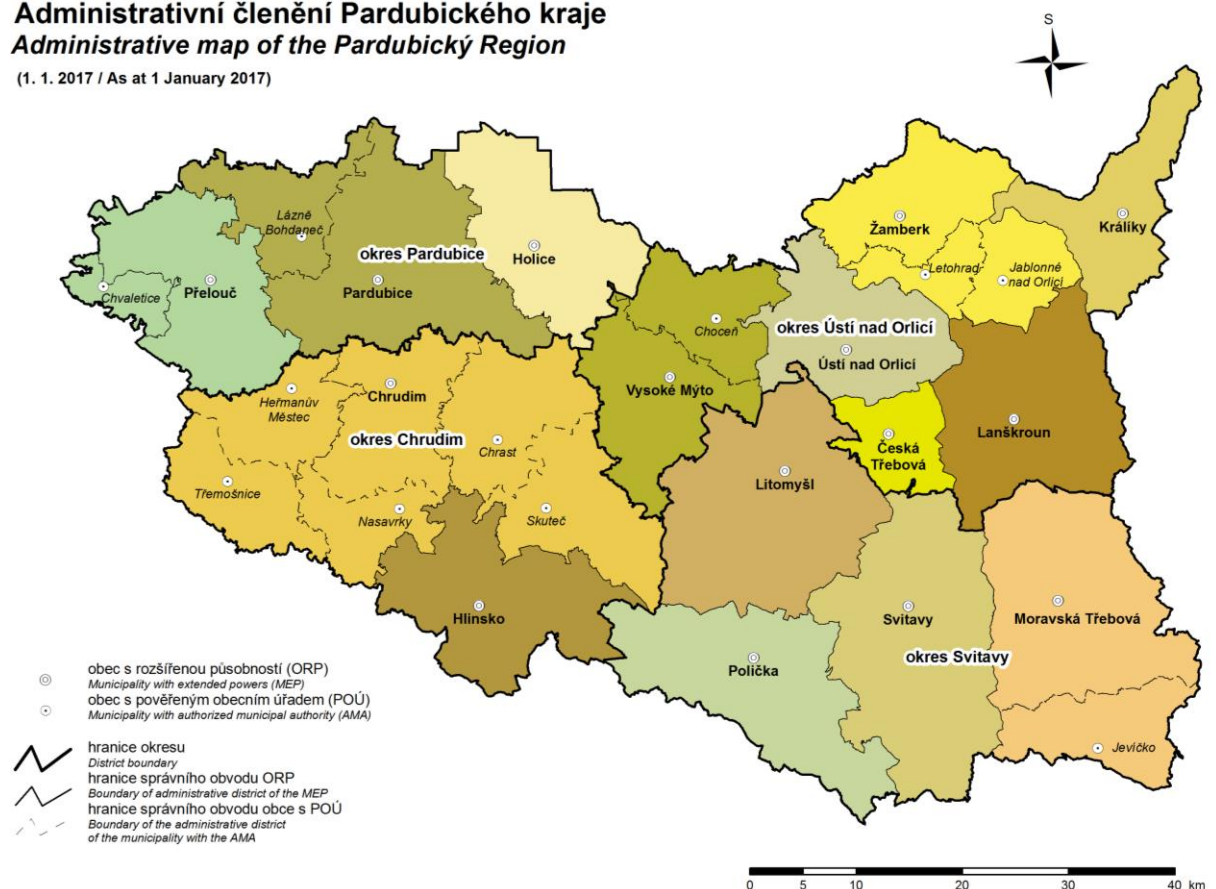 Administrativní členění Pardubického kraje
Administrative map of the Pardubický Region
(1. 1. 2017 / As at 1 January 2017)
S
Lázně
Bohdaneč
okres Pardubice
Holice
Žamberk
Králíky
Chvaletice
Přelouč
Pardubice
Letohrad
Jablonné
nad Orlicí
Choceň
okres Ústí nad Orlicí
Ústí nad Orlicí
Heřmanův
Městec
Chrudim
Vysoké Mýto
okres Chrudim
Chrast
Česká
Třebová
Lanškroun
Třemošnice
Litomyšl
Nasavrky
Skuteč
Hlinsko
Svitavy
Moravská Třebová
okres Svitavy
Polička
Jevíčko
obec s rozšířenou působností (ORP)
Municipality with extended powers (MEP)
obec s pověřeným obecním úřadem (POÚ)
Municipality with authorized municipal authority (AMA)
hranice okresu
District boundary
hranice správního obvodu ORP
Boundary of administrative district of the MEP
hranice správního obvodu obce s POÚ
Boundary of the administrative district
of the municipality with the AMA
0 5 10 20 30 40 km